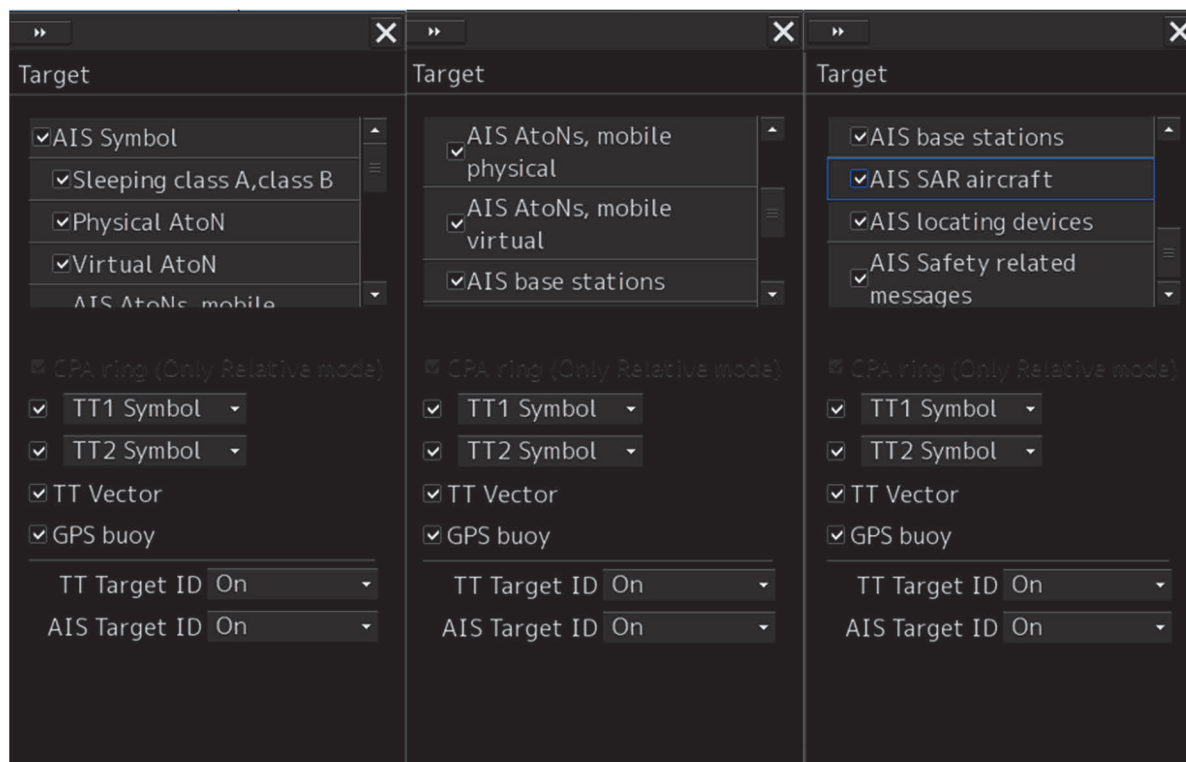 Target
AIS Symbol
Sleeping class A,class B
Physical AtoN
Virtual AtoN
AIS AtoNs, mobile
CPA ring (Only Relative mode)
TT1 Symbol
TT2 Symbol
TT Vector
GPS buoy
TT Target ID On
AIS Target ID On
Target
AIS AtoNs, mobile
physical
AIS AtoNs, mobile
virtual
AIS base stations
CPA ring (Only Relative mode)
TT1 Symbol
TT2 Symbol
TT Vector
GPS buoy
TT Target ID On
AIS Target ID On
Target
AIS base stations
AIS SAR aircraft
AIS locating devices
AIS Safety related
messages
CPA ring (Only Relative mode)
TT1 Symbol
TT2 Symbol
TT Vector
GPS buoy
TT Target ID On
AIS Target ID On